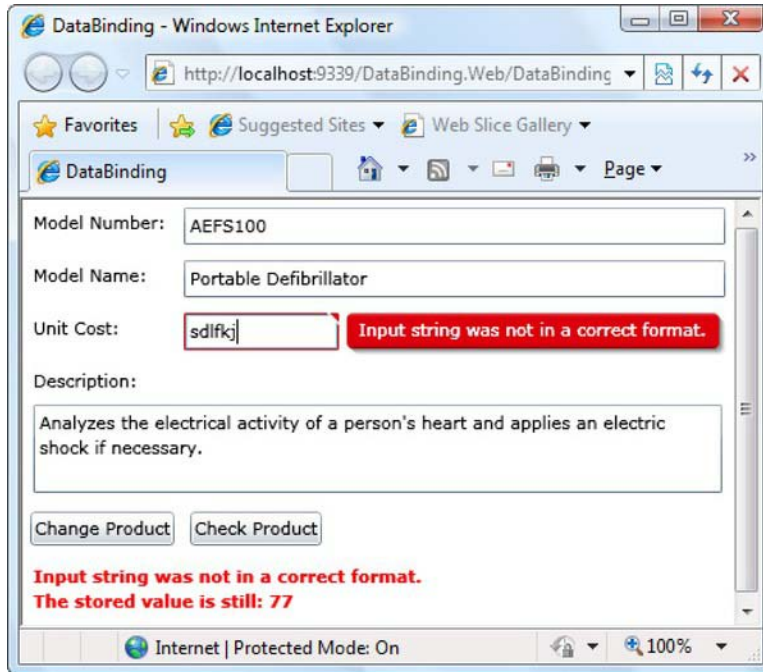 DataBinding - Windows Internet Explorer
http://localhost:9339/DataBinding.Web/DataBinding
Favorites Suggested Sites Web Slice Gallery
DataBinding Page »
Model Number: AEFS100
Model Name: Portable Defibrillator
Unit Cost: sdlfkj Input string was not in a correct format.
Description:
Analyzes the electrical activity of a person's heart and applies an electric
shock if necessary.
Change Product Check Product
Input string was not in a correct format.
The stored value is still: 77
Internet | Protected Mode: On 100%